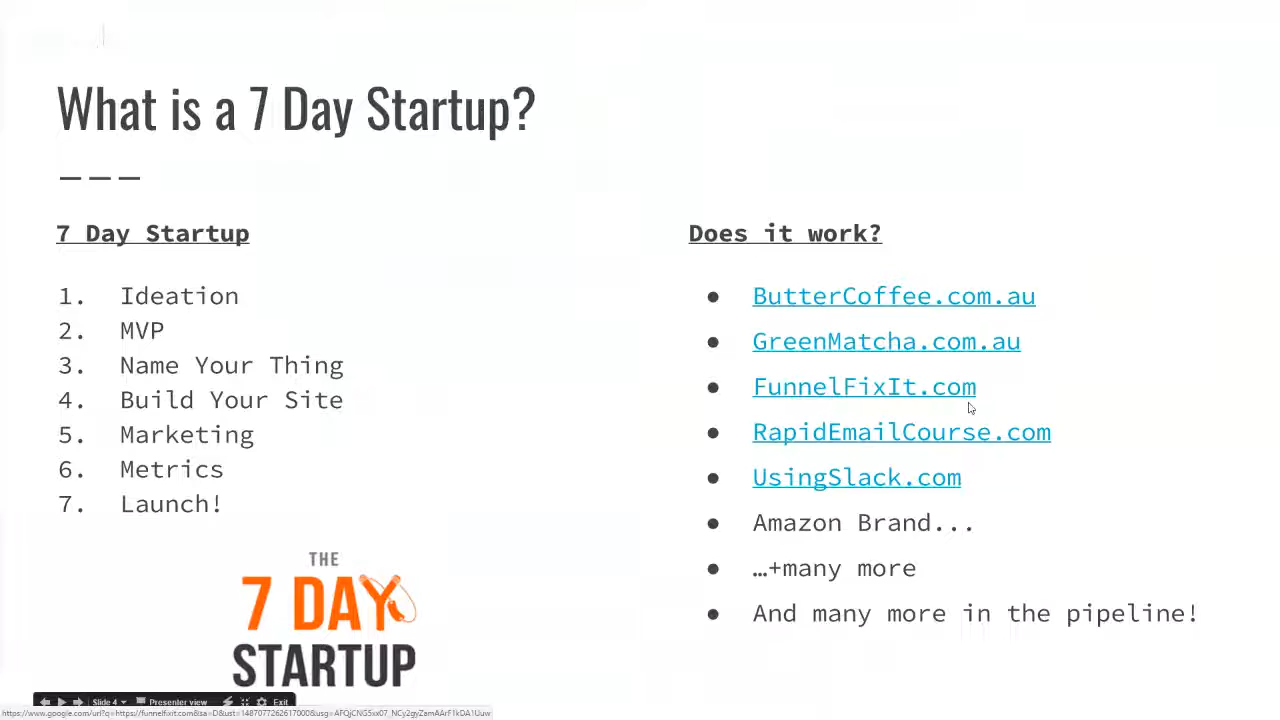 What is a 7 Day Startup?
7 Day Startup
1. Ideation
2. MVP
3. Name Your Thing
4. Build Your Site
5. Marketing
6. Metrics
7. Launch!
THE
7 DAY
STARTUP
Does it work?
● ButterCoffee.com.au
● GreenMatcha.com.au
● FunnelFixIt.com
● RapidEmailCourse.com
● UsingSlack.com
● Amazon Brand...
● …+many more
● And many more in the pipeline!
Slide 4 Presenter view Exit